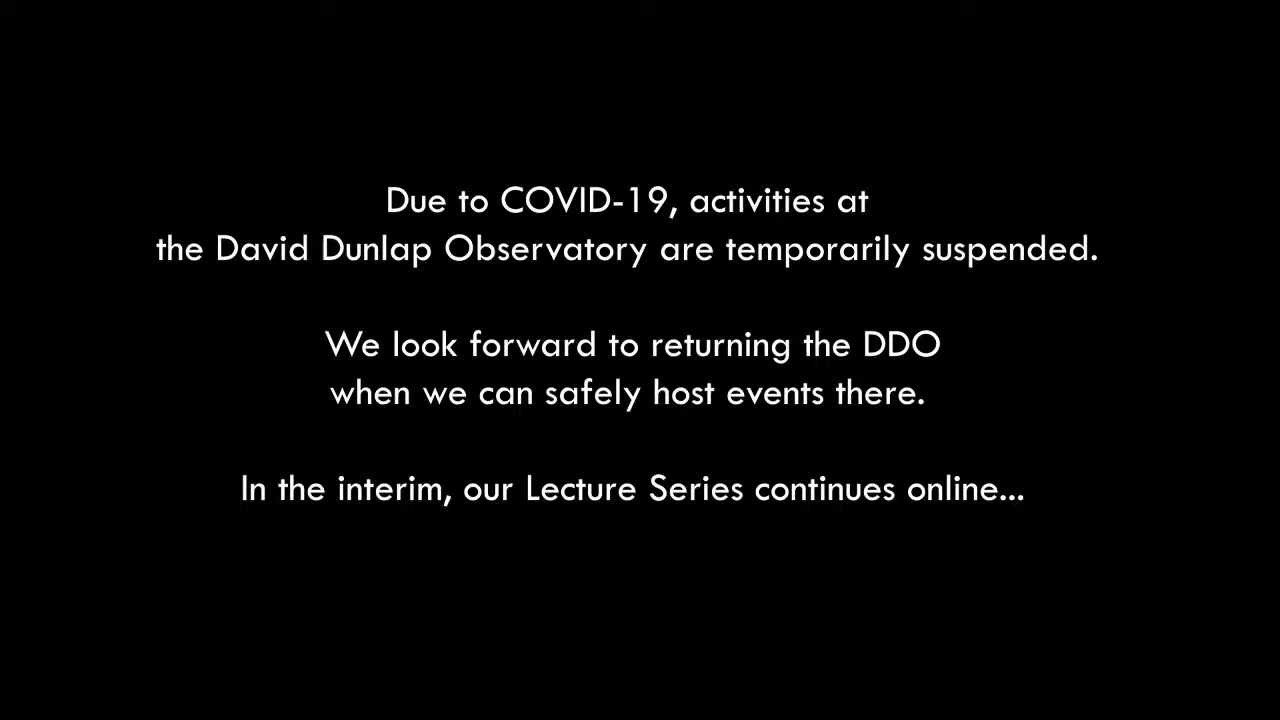 Due to COVID-19, activities at
the David Dunlap Observatory are temporarily suspended.
We look forward to returning the DDO
when we can safely host events there.
In the interim, our Lecture Series continues online...